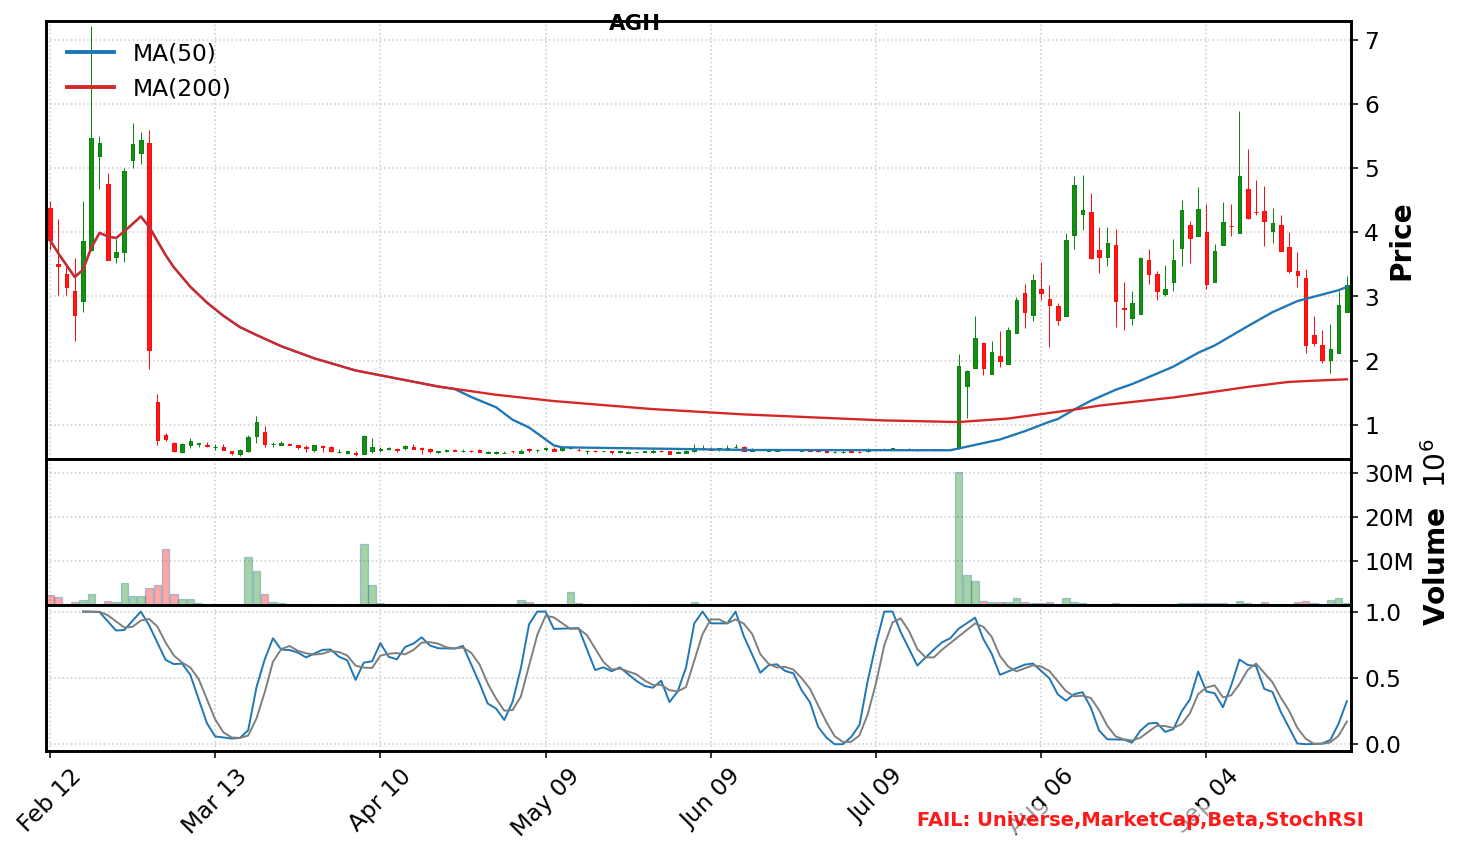 AGH
MA(50)
MA(200)
7
6
5
4
3
2
1
Price
30M
20M
10M
Volume 10^6
1.0
0.5
0.0
Feb 12
Mar 13
Apr 10
May 09
Jun 09
Jul 09
Aug 06
Sep 04
FAIL: Universe,MarketCap,Beta,StochRSI